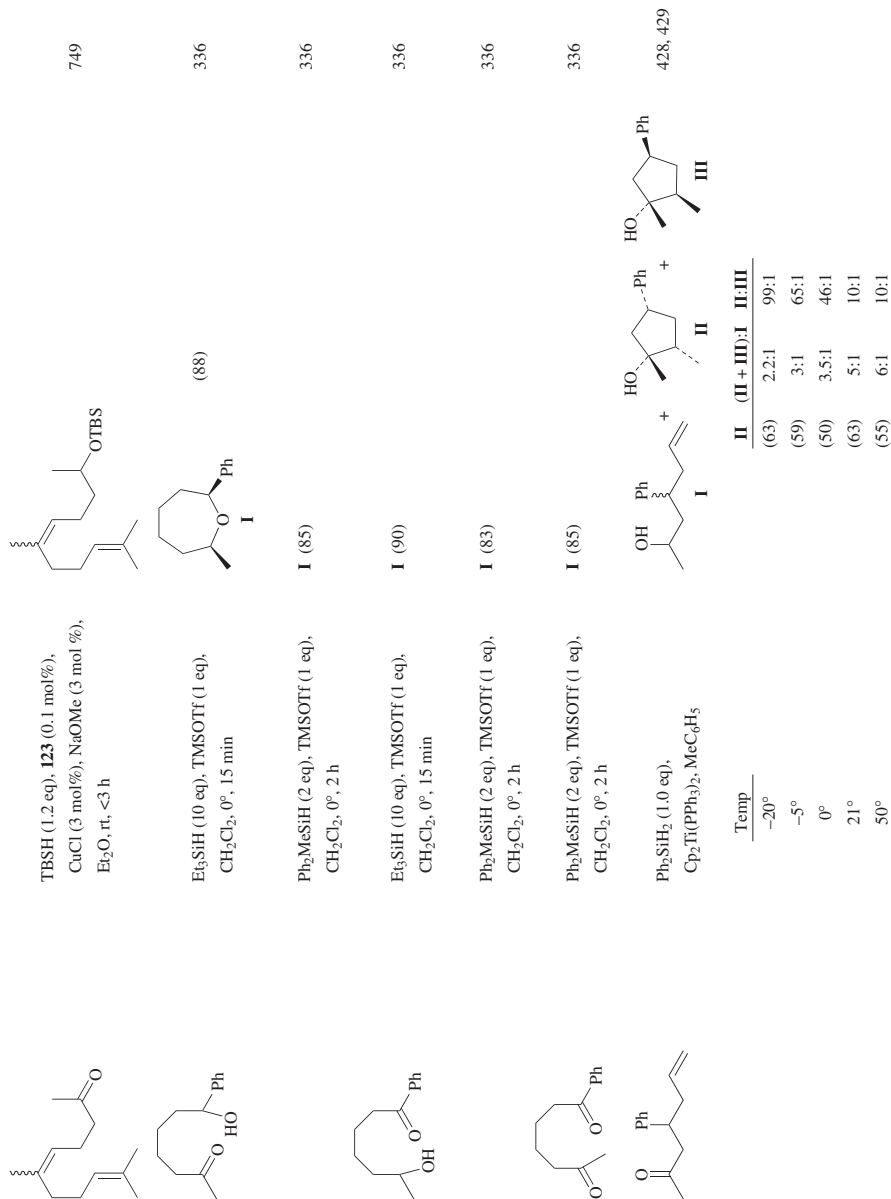 O
TBSH (1.2 eq), 123 (0.1 mol%),
CuCl (3 mol%), NaOMe (3 mol %),
Et2O, rt, <3 h
OTBS
749
O
HO
Ph
Et3SiH (10 eq), TMSOTf (1 eq),
CH2Cl2, 0°, 15 min
O
Ph
I
(88)
336
Ph2MeSiH (2 eq), TMSOTf (1 eq),
CH2Cl2, 0°, 2 h
I (85)
336
OH
O
Ph
Et3SiH (10 eq), TMSOTf (1 eq),
CH2Cl2, 0°, 15 min
I (90)
336
Ph2MeSiH (2 eq), TMSOTf (1 eq),
CH2Cl2, 0°, 2 h
I (83)
336
O
O
Ph
Ph2MeSiH (2 eq), TMSOTf (1 eq),
CH2Cl2, 0°, 2 h
I (85)
336
O
Ph
Ph2SiH2 (1.0 eq),
Cp2Ti(PPh3)2, MeC6H5
OH
Ph
I
+
HO
Ph
II
+
HO
Ph
III
428, 429
Temp II (II + III):I II:III
–20° (63) 2.2:1 99:1
–5° (59) 3:1 65:1
0° (50) 3.5:1 46:1
21° (63) 5:1 10:1
50° (55) 6:1 10:1